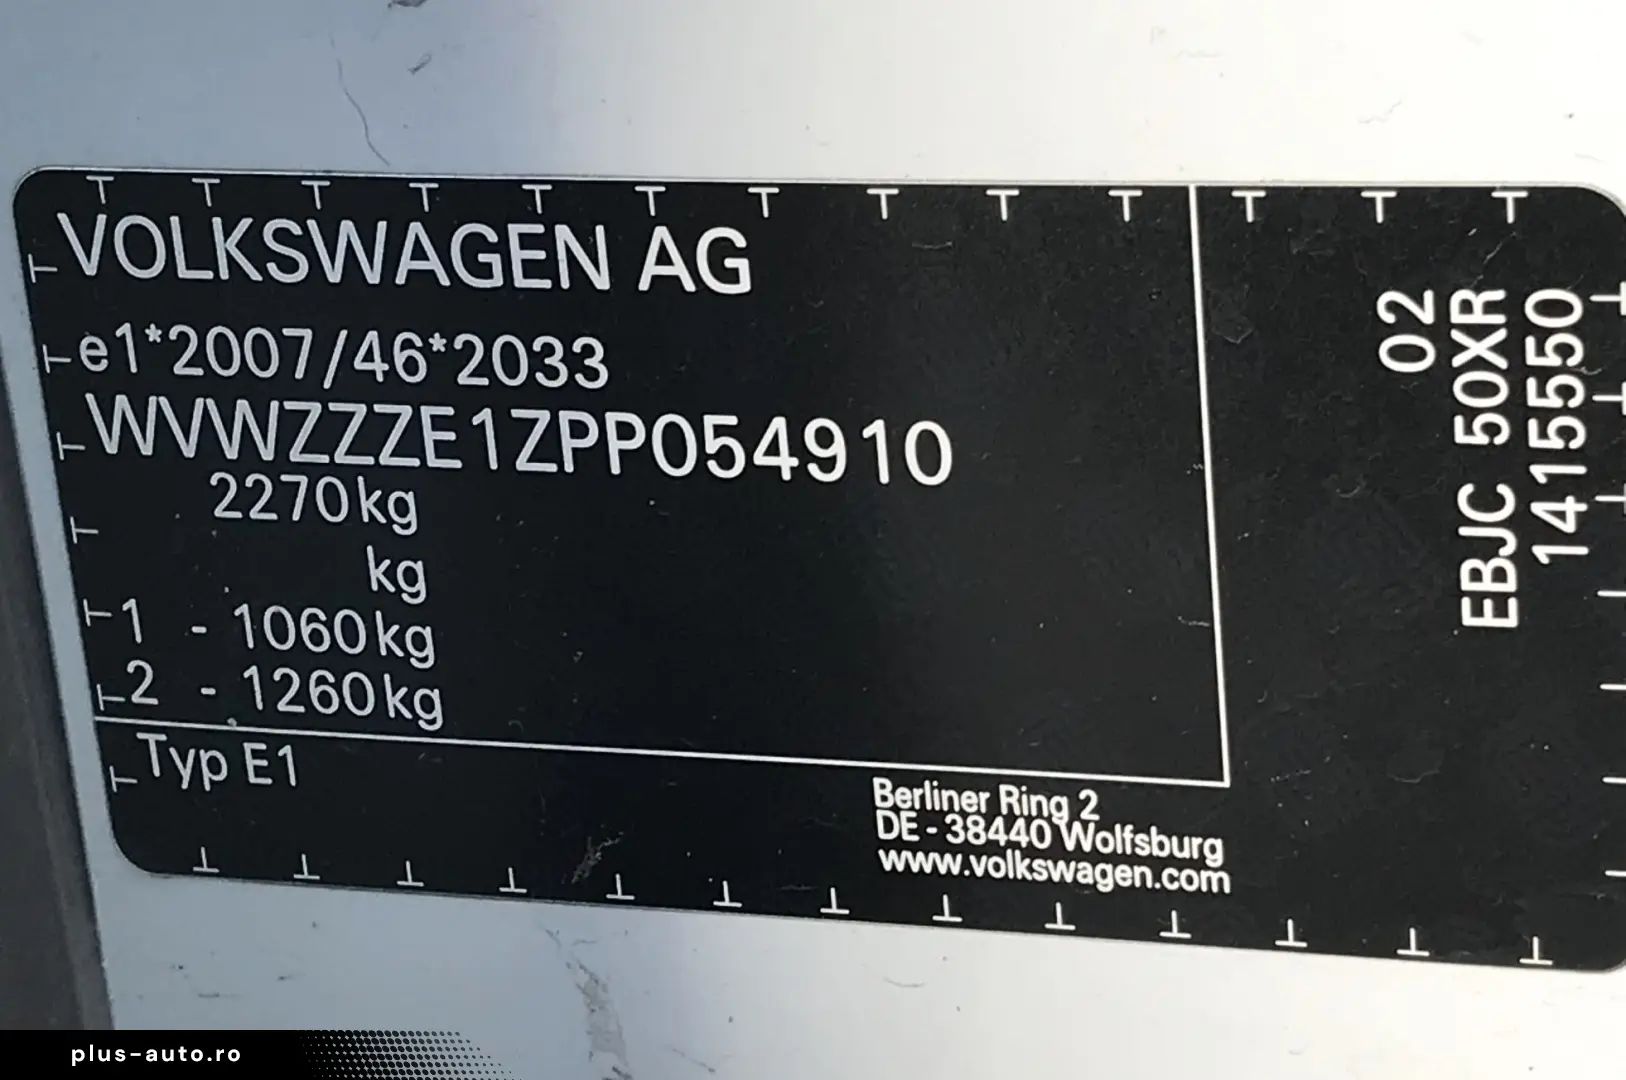 VOLKSWAGEN AG
e1*2007/46*2033
WVWZZZE1ZPP054910
2270kg
kg
1 - 1060kg
2 - 1260kg
Typ E1
Berliner Ring 2
DE - 38440 Wolfsburg
www.volkswagen.com
02
EBJC 50XR
1415550
plus-auto.ro